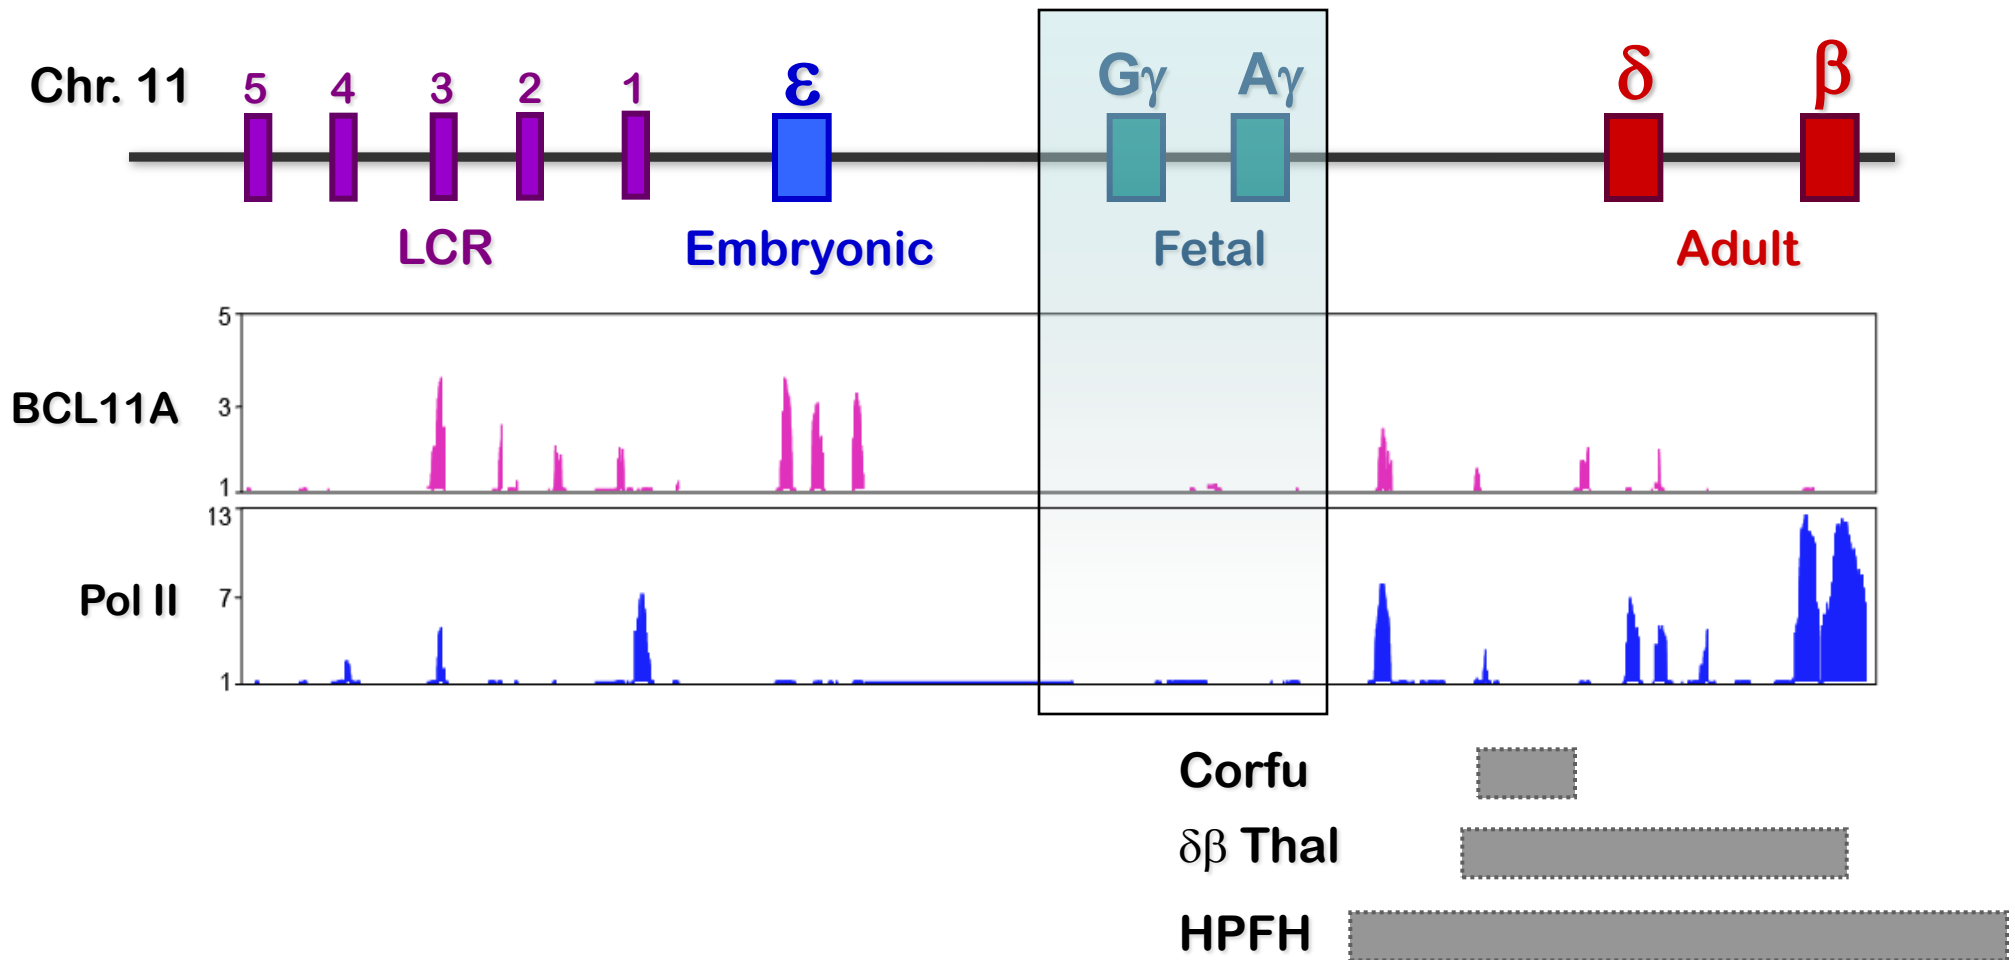 Chr. 11 5 4 3 2 1 ε Gγ Aγ δ β
LCR Embryonic Fetal Adult
5
BCL11A 3
1
13
Pol II 7
1
Corfu
δβ Thal
HPFH